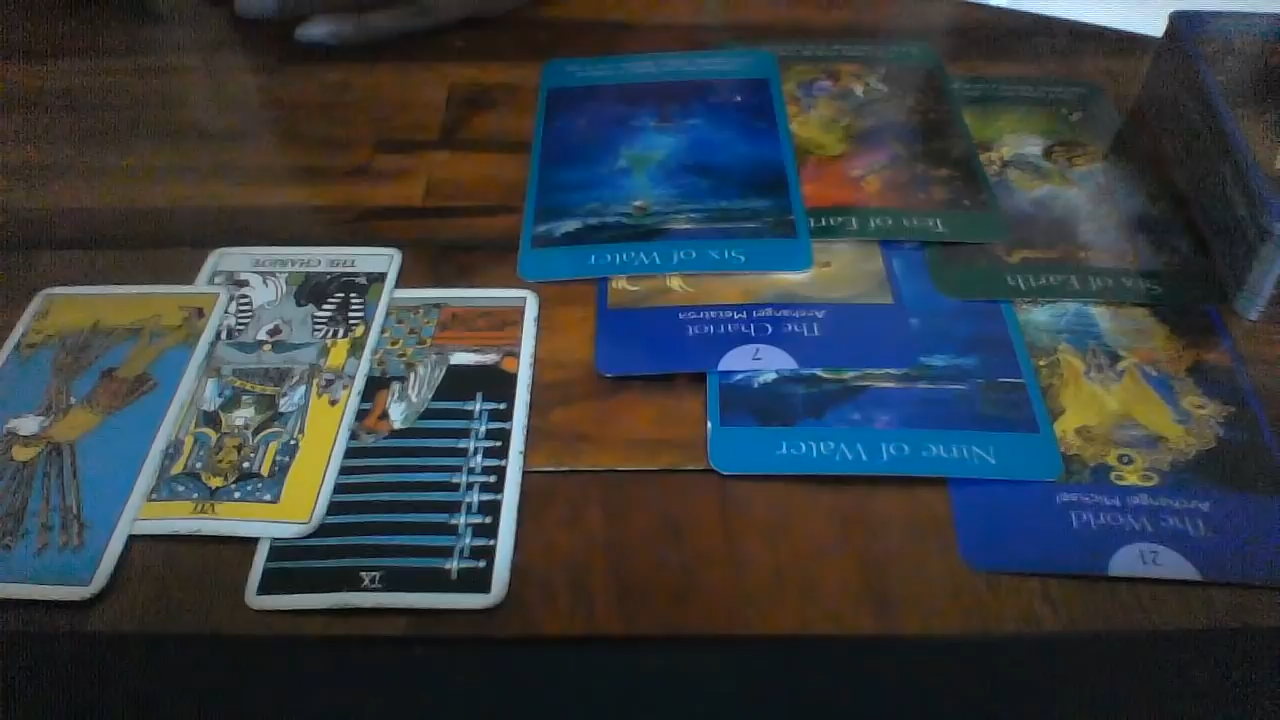 THE CHARIOT
VII
IX
Six of Water
Ten of Earth
Six of Earth
The Chariot
Archangel Metatron
7
Nine of Water
The World
Archangel Michael
21